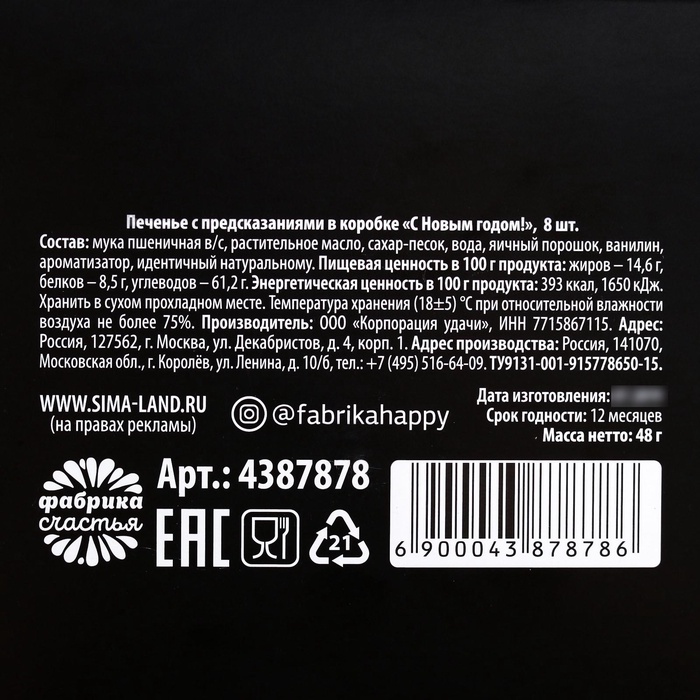 Печенье с предсказаниями в коробке «С Новым годом!», 8 шт.
Состав: мука пшеничная в/с, растительное масло, сахар-песок, вода, яичный порошок, ванилин,
ароматизатор, идентичный натуральному. Пищевая ценность в 100 г продукта: жиров – 14,6 г,
белков – 8,5 г, углеводов – 61,2 г. Энергетическая ценность в 100 г продукта: 393 ккал, 1650 кДж.
Хранить в сухом прохладном месте. Температура хранения (18±5) °С при относительной влажности
воздуха не более 75%. Производитель: ООО «Корпорация удачи», ИНН 7715867115. Адрес:
Россия, 127562, г. Москва, ул. Декабристов, д. 4, корп. 1. Адрес производства: Россия, 141070,
Московская обл., г. Королёв, ул. Ленина, д. 10/6, тел.: +7 (495) 516-64-09. ТУ9131-001-915778650-15.
WWW.SIMA-LAND.RU
(на правах рекламы)
@fabrikahappy
Дата изготовления:
Срок годности: 12 месяцев
Масса нетто: 48 г
фабрика
счастья
Арт.: 4387878
EAC
21
6 900043 878786